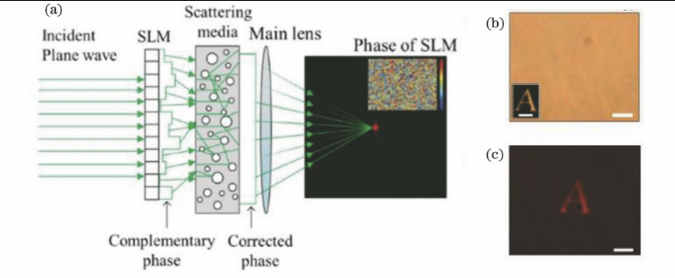 (a)
Incident
Plane wave
SLM
Scattering
media
Main lens
Phase of SLM
Complementary
phase
Corrected
phase
(b)
A
(c)
A